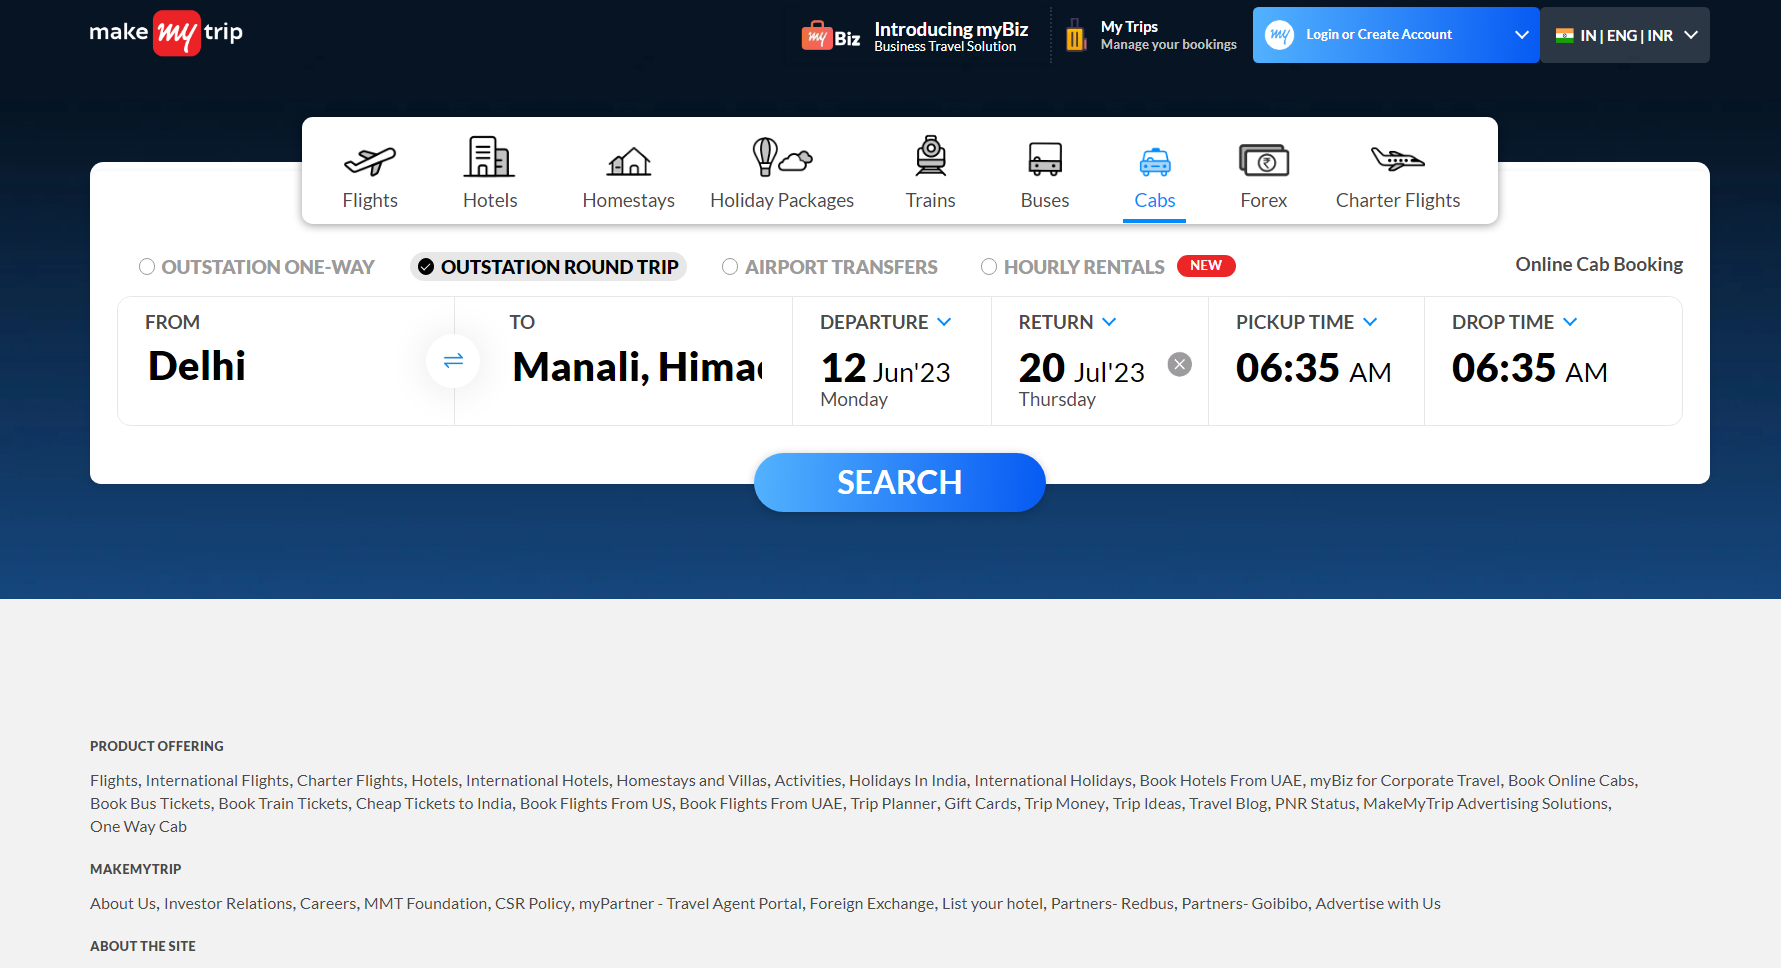 make my trip
my Biz
Introducing myBiz
Business Travel Solution
My Trips
Manage your bookings
my
Login or Create Account
IN | ENG | INR
Flights
Hotels
Homestays
Holiday Packages
Trains
Buses
Cabs
₹
Forex
Charter Flights
OUTSTATION ONE-WAY
OUTSTATION ROUND TRIP
AIRPORT TRANSFERS
HOURLY RENTALS
NEW
Online Cab Booking
FROM
Delhi
TO
Manali,
DEPARTURE
12 Jun'23
Monday
RETURN
20 Jul'23
Thursday
PICKUP TIME
06:35 AM
DROP TIME
06:35 AM
SEARCH
PRODUCT OFFERING
Flights, International Flights, Charter Flights, Hotels, International Hotels, Homestays and Villas, Activities, Holidays In India, International Holidays, Book Hotels From UAE, myBiz for Corporate Travel, Book Online Cabs,
Book Bus Tickets, Book Train Tickets, Cheap Tickets to India, Book Flights From US, Book Flights From UAE, Trip Planner, Gift Cards, Trip Money, Trip Ideas, Travel Blog, PNR Status, MakeMyTrip Advertising Solutions,
One Way Cab
MAKEMYTRIP
About Us, Investor Relations, Careers, MMT Foundation, CSR Policy, myPartner - Travel Agent Portal, Foreign Exchange, List your hotel, Partners- Redbus, Partners- Goibibo, Advertise with Us
ABOUT THE SITE